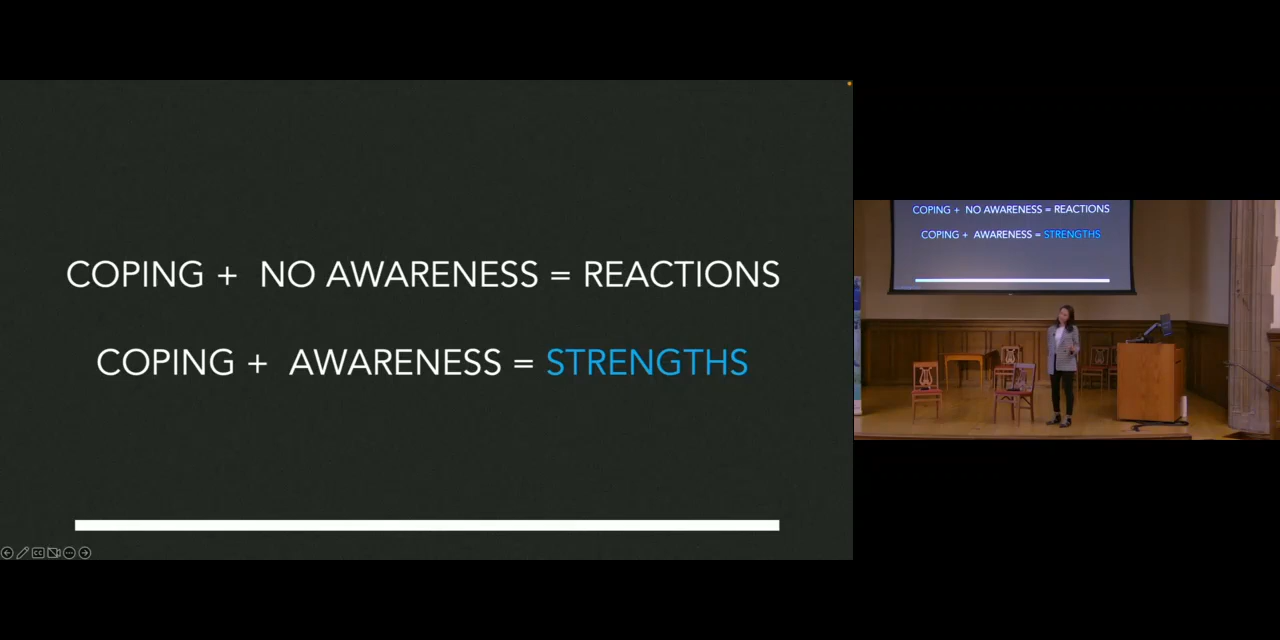 COPING + NO AWARENESS = REACTIONS
COPING + AWARENESS = STRENGTHS
COPING + NO AWARENESS = REACTIONS
COPING + AWARENESS = STRENGTHS